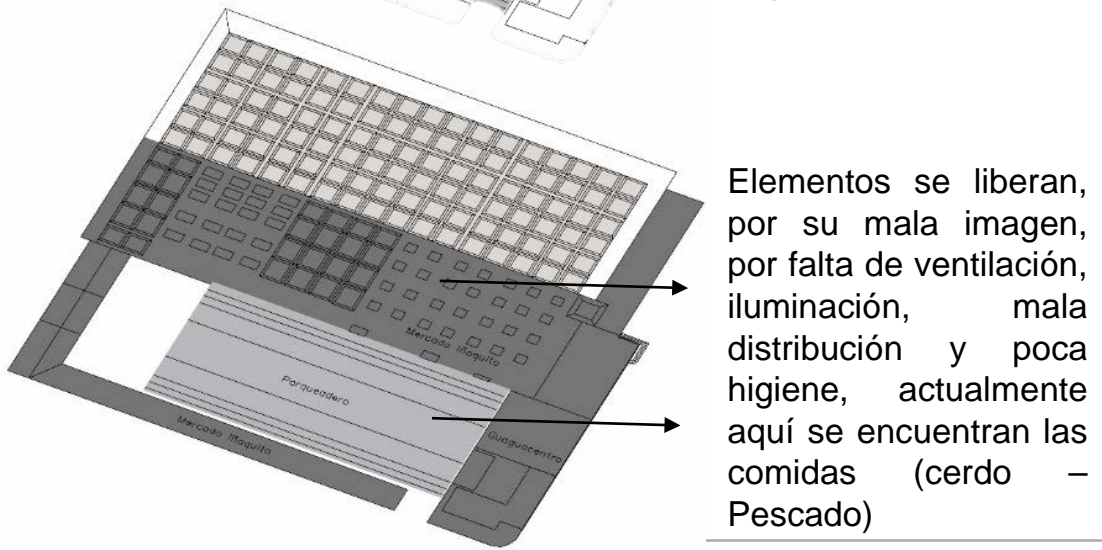 Mercado Iñaquito
Parqueadero
Mercado Iñaquito
Guaguacentro
Elementos se liberan,
por su mala imagen,
por falta de ventilación,
iluminación, mala
distribución y poca
higiene, actualmente
aquí se encuentran las
comidas (cerdo –
Pescado)